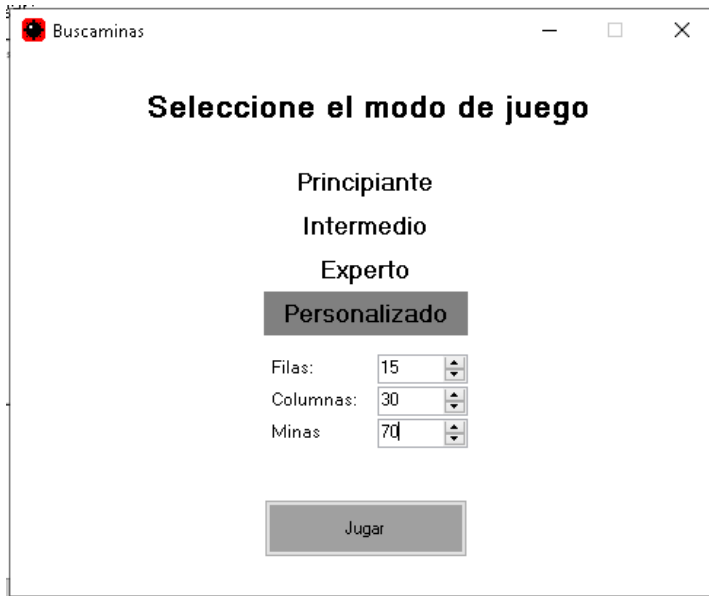 Buscaminas
Seleccione el modo de juego
Principiante
Intermedio
Experto
Personalizado
Filas: 15
Columnas: 30
Minas 70
Jugar